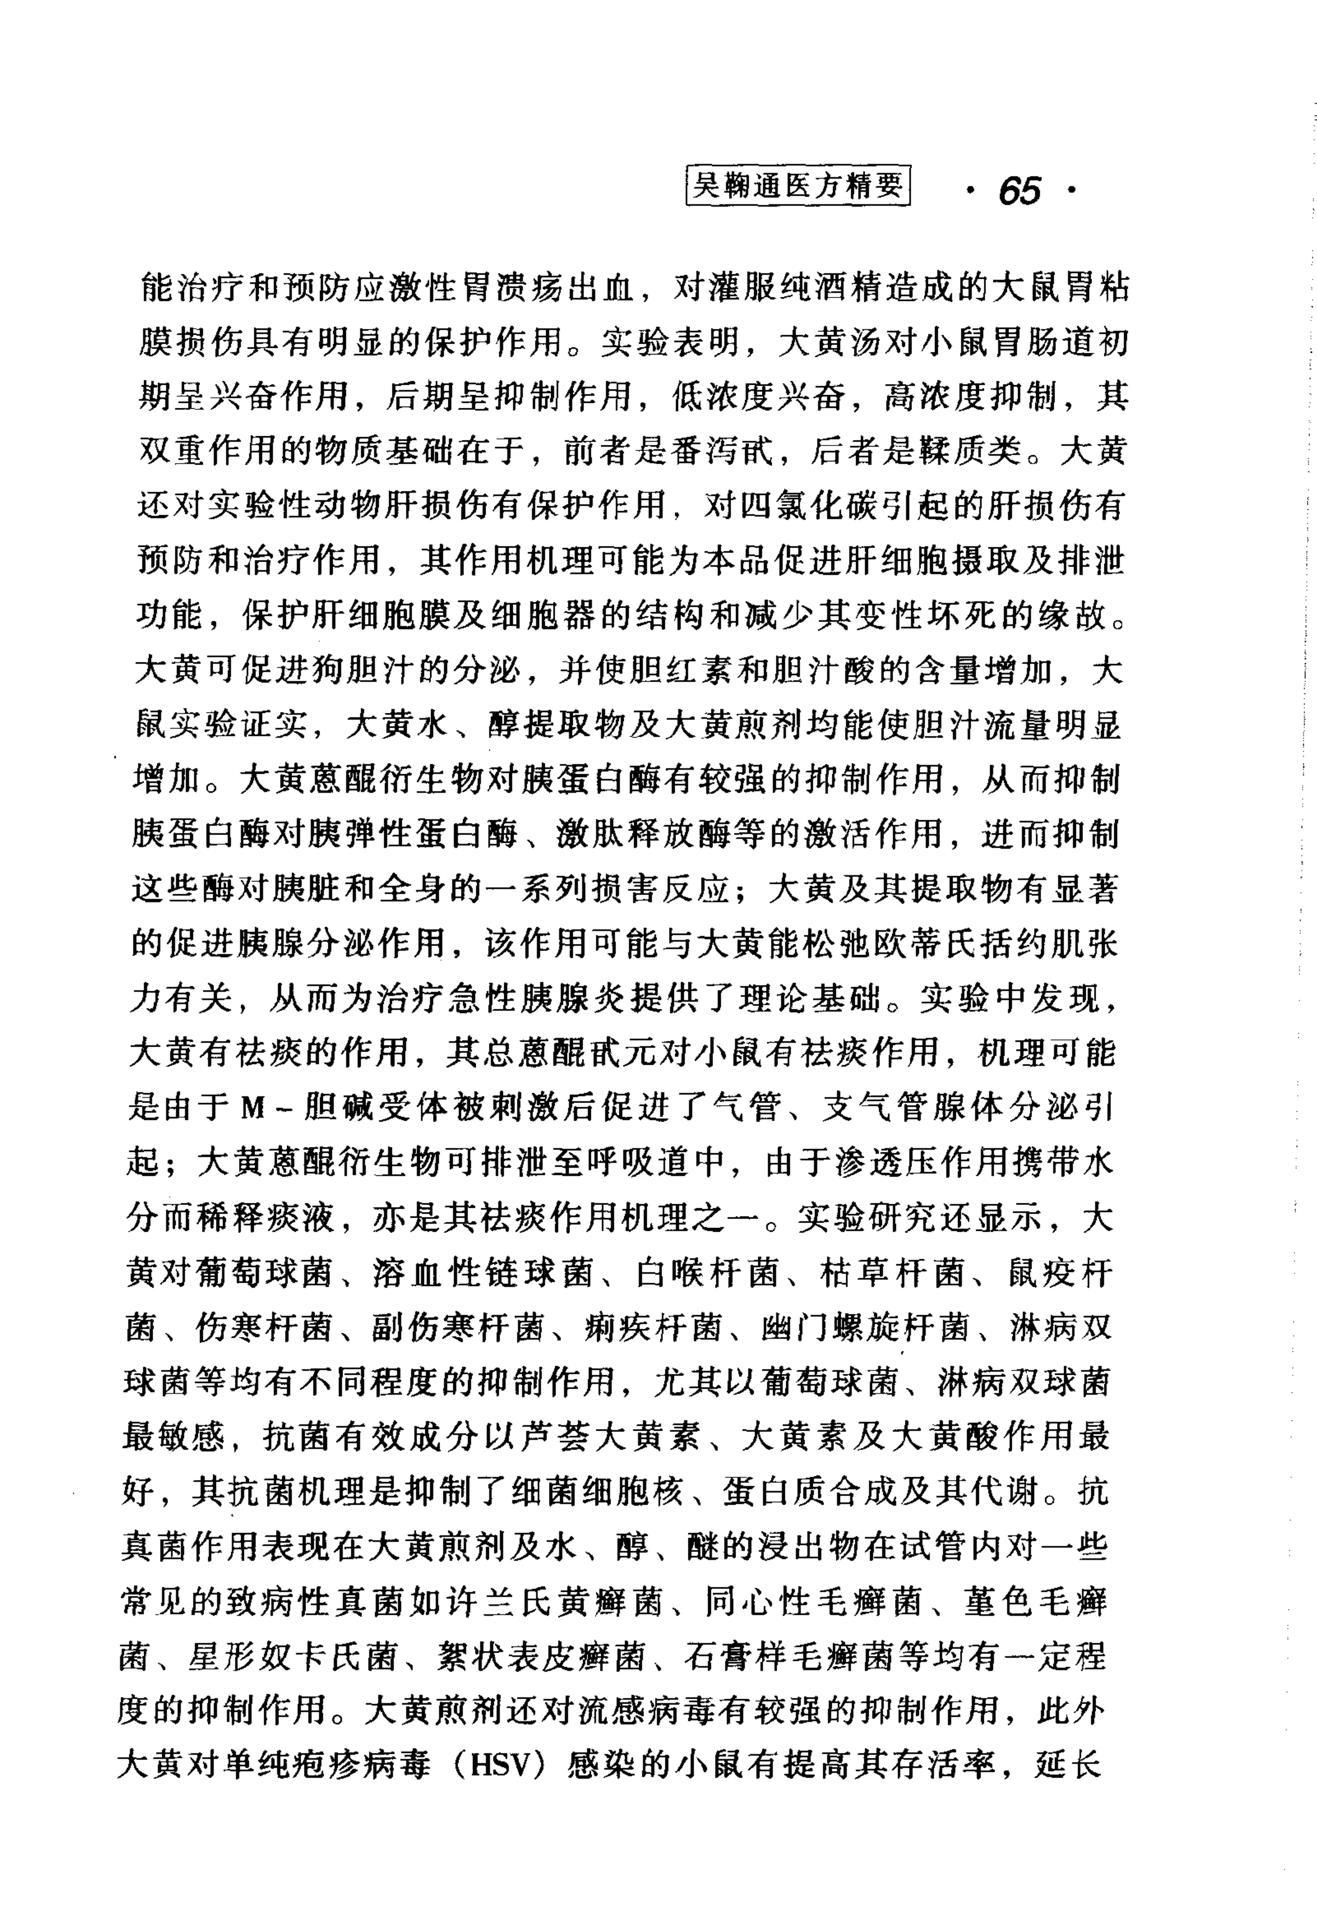 吴鞠通医方精要 · 65 ·
能治疗和预防应激性胃溃疡出血，对灌服纯酒精造成的大鼠胃粘
膜损伤具有明显的保护作用。实验表明，大黄汤对小鼠胃肠道初
期呈兴奋作用，后期呈抑制作用，低浓度兴奋，高浓度抑制，其
双重作用的物质基础在于，前者是番泻甙，后者是鞣质类。大黄
还对实验性动物肝损伤有保护作用，对四氯化碳引起的肝损伤有
预防和治疗作用，其作用机理可能为本品促进肝细胞摄取及排泄
功能，保护肝细胞膜及细胞器的结构和减少其变性坏死的缘故。
大黄可促进狗胆汁的分泌，并使胆红素和胆汁酸的含量增加，大
鼠实验证实，大黄水、醇提取物及大黄煎剂均能使胆汁流量明显
增加。大黄蒽醌衍生物对胰蛋白酶有较强的抑制作用，从而抑制
胰蛋白酶对胰弹性蛋白酶、激肽释放酶等的激活作用，进而抑制
这些酶对胰脏和全身的一系列损害反应；大黄及其提取物有显著
的促进胰腺分泌作用，该作用可能与大黄能松弛欧蒂氏括约肌张
力有关，从而为治疗急性胰腺炎提供了理论基础。实验中发现，
大黄有祛痰的作用，其总蒽醌甙元对小鼠有祛痰作用，机理可能
是由于 M－胆碱受体被刺激后促进了气管、支气管腺体分泌引
起；大黄蒽醌衍生物可排泄至呼吸道中，由于渗透压作用携带水
分而稀释痰液，亦是其祛痰作用机理之一。实验研究还显示，大
黄对葡萄球菌、溶血性链球菌、白喉杆菌、枯草杆菌、鼠疫杆
菌、伤寒杆菌、副伤寒杆菌、痢疾杆菌、幽门螺旋杆菌、淋病双
球菌等均有不同程度的抑制作用，尤其以葡萄球菌、淋病双球菌
最敏感，抗菌有效成分以芦荟大黄素、大黄素及大黄酸作用最
好，其抗菌机理是抑制了细菌细胞核、蛋白质合成及其代谢。抗
真菌作用表现在大黄煎剂及水、醇、醚的浸出物在试管内对一些
常见的致病性真菌如许兰氏黄癣菌、同心性毛癣菌、堇色毛癣
菌、星形奴卡氏菌、絮状表皮癣菌、石膏样毛癣菌等均有一定程
度的抑制作用。大黄煎剂还对流感病毒有较强的抑制作用，此外
大黄对单纯疱疹病毒（HSV）感染的小鼠有提高其存活率，延长